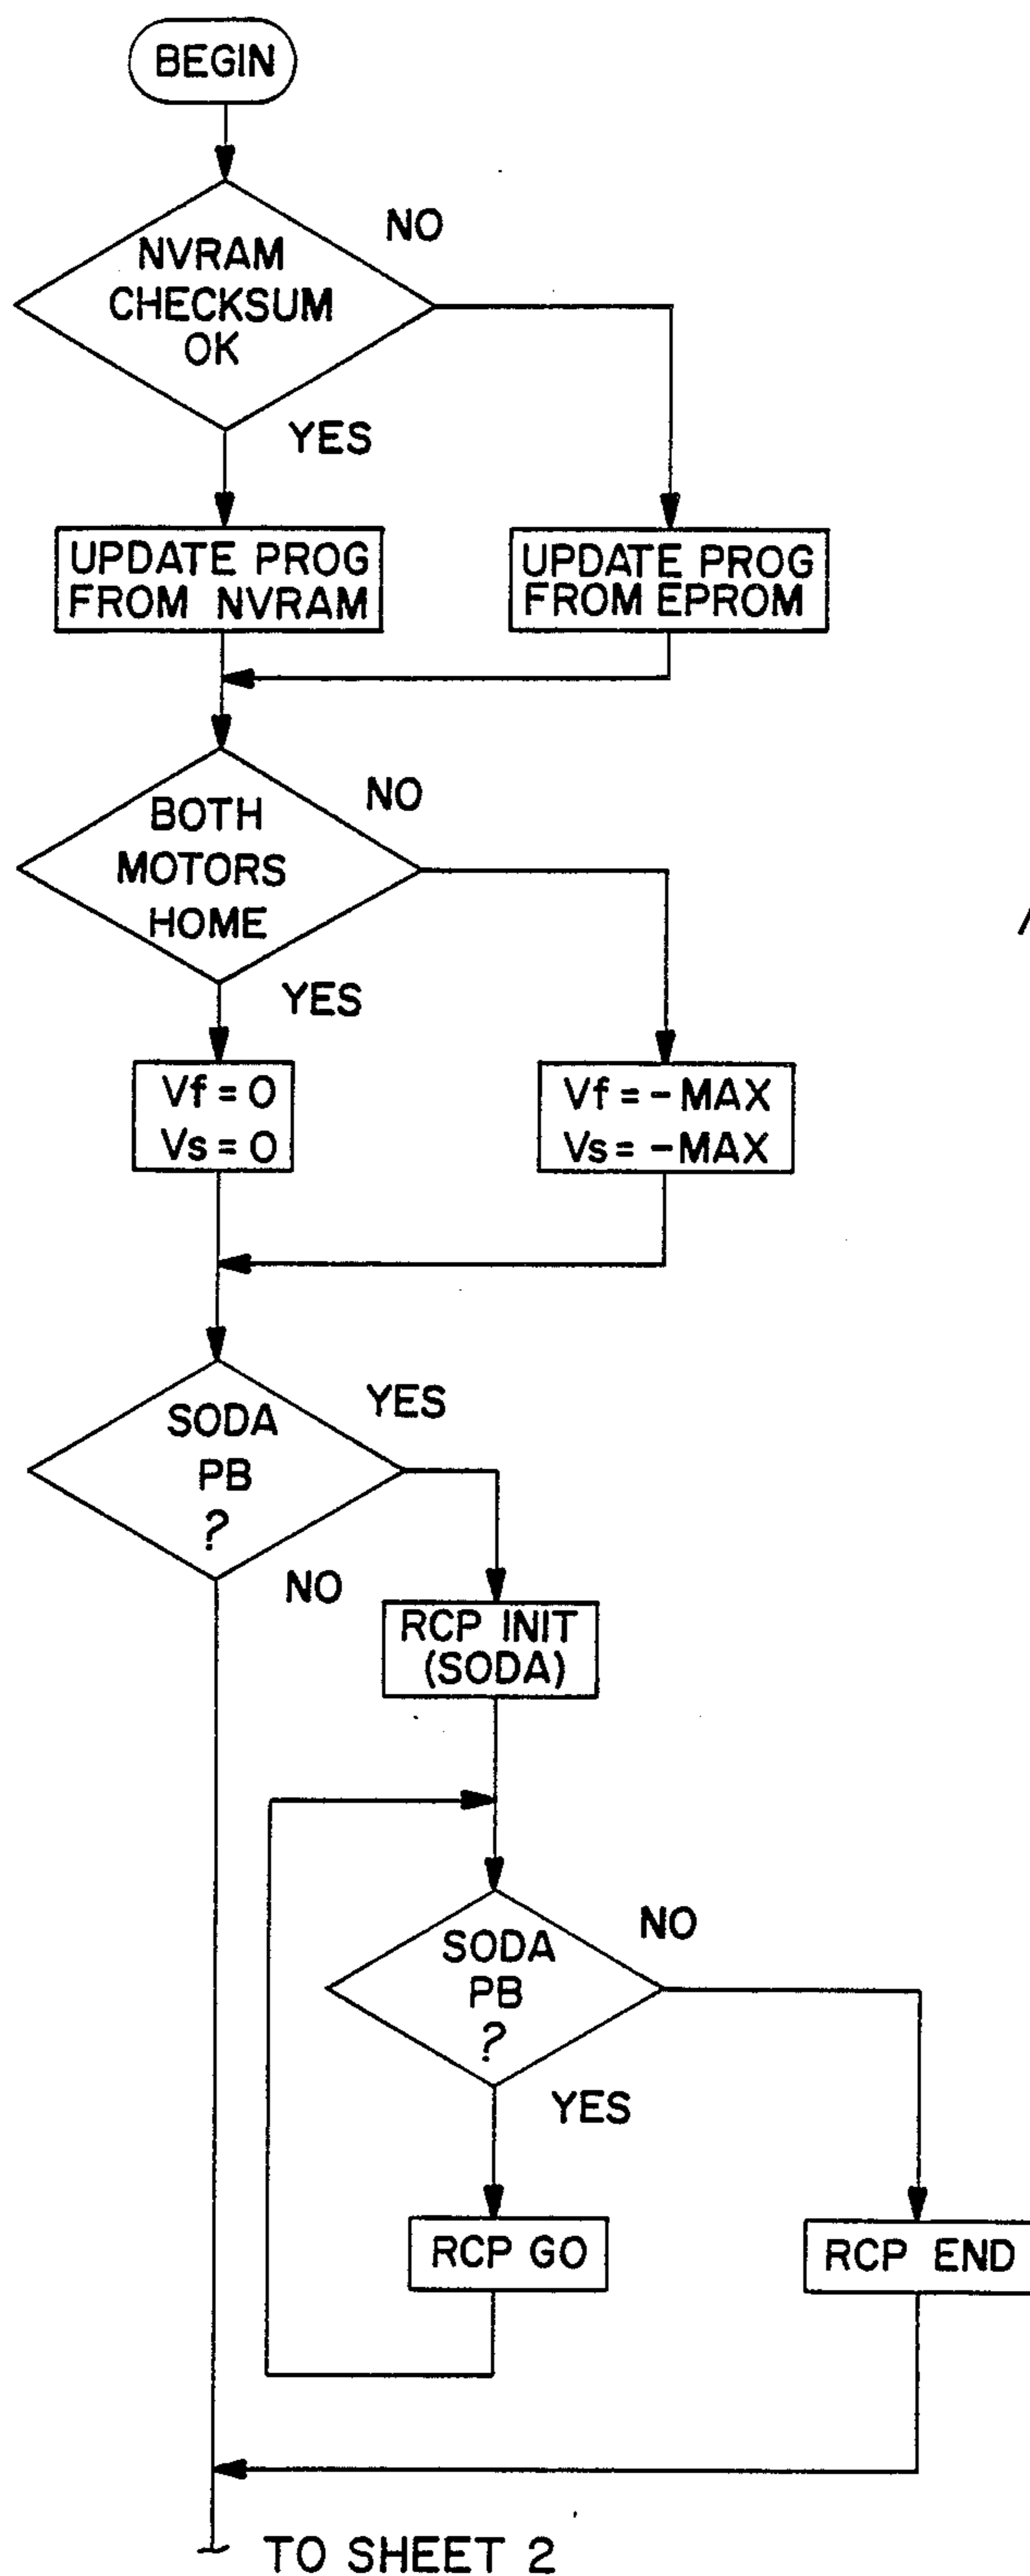 BEGIN
NVRAM
CHECKSUM
OK
NO
YES
UPDATE PROG
FROM NVRAM
UPDATE PROG
FROM EPROM
BOTH
MOTORS
HOME
NO
YES
Vf = 0
Vs = 0
Vf = - MAX
Vs = - MAX
SODA
PB
?
YES
NO
RCP INIT
(SODA)
SODA
PB
?
NO
YES
RCP GO
RCP END
TO SHEET 2